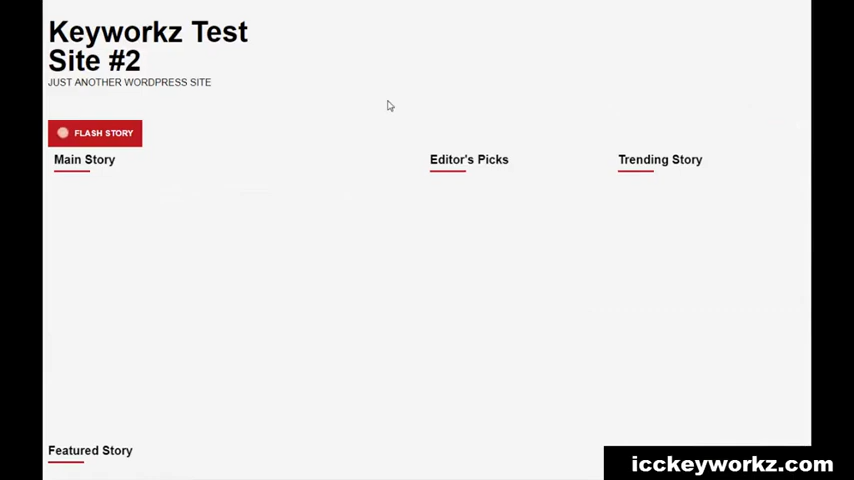 Keyworkz Test
Site #2
JUST ANOTHER WORDPRESS SITE
FLASH STORY
Main Story
Editor's Picks
Trending Story
Featured Story
icckeyworkz.com